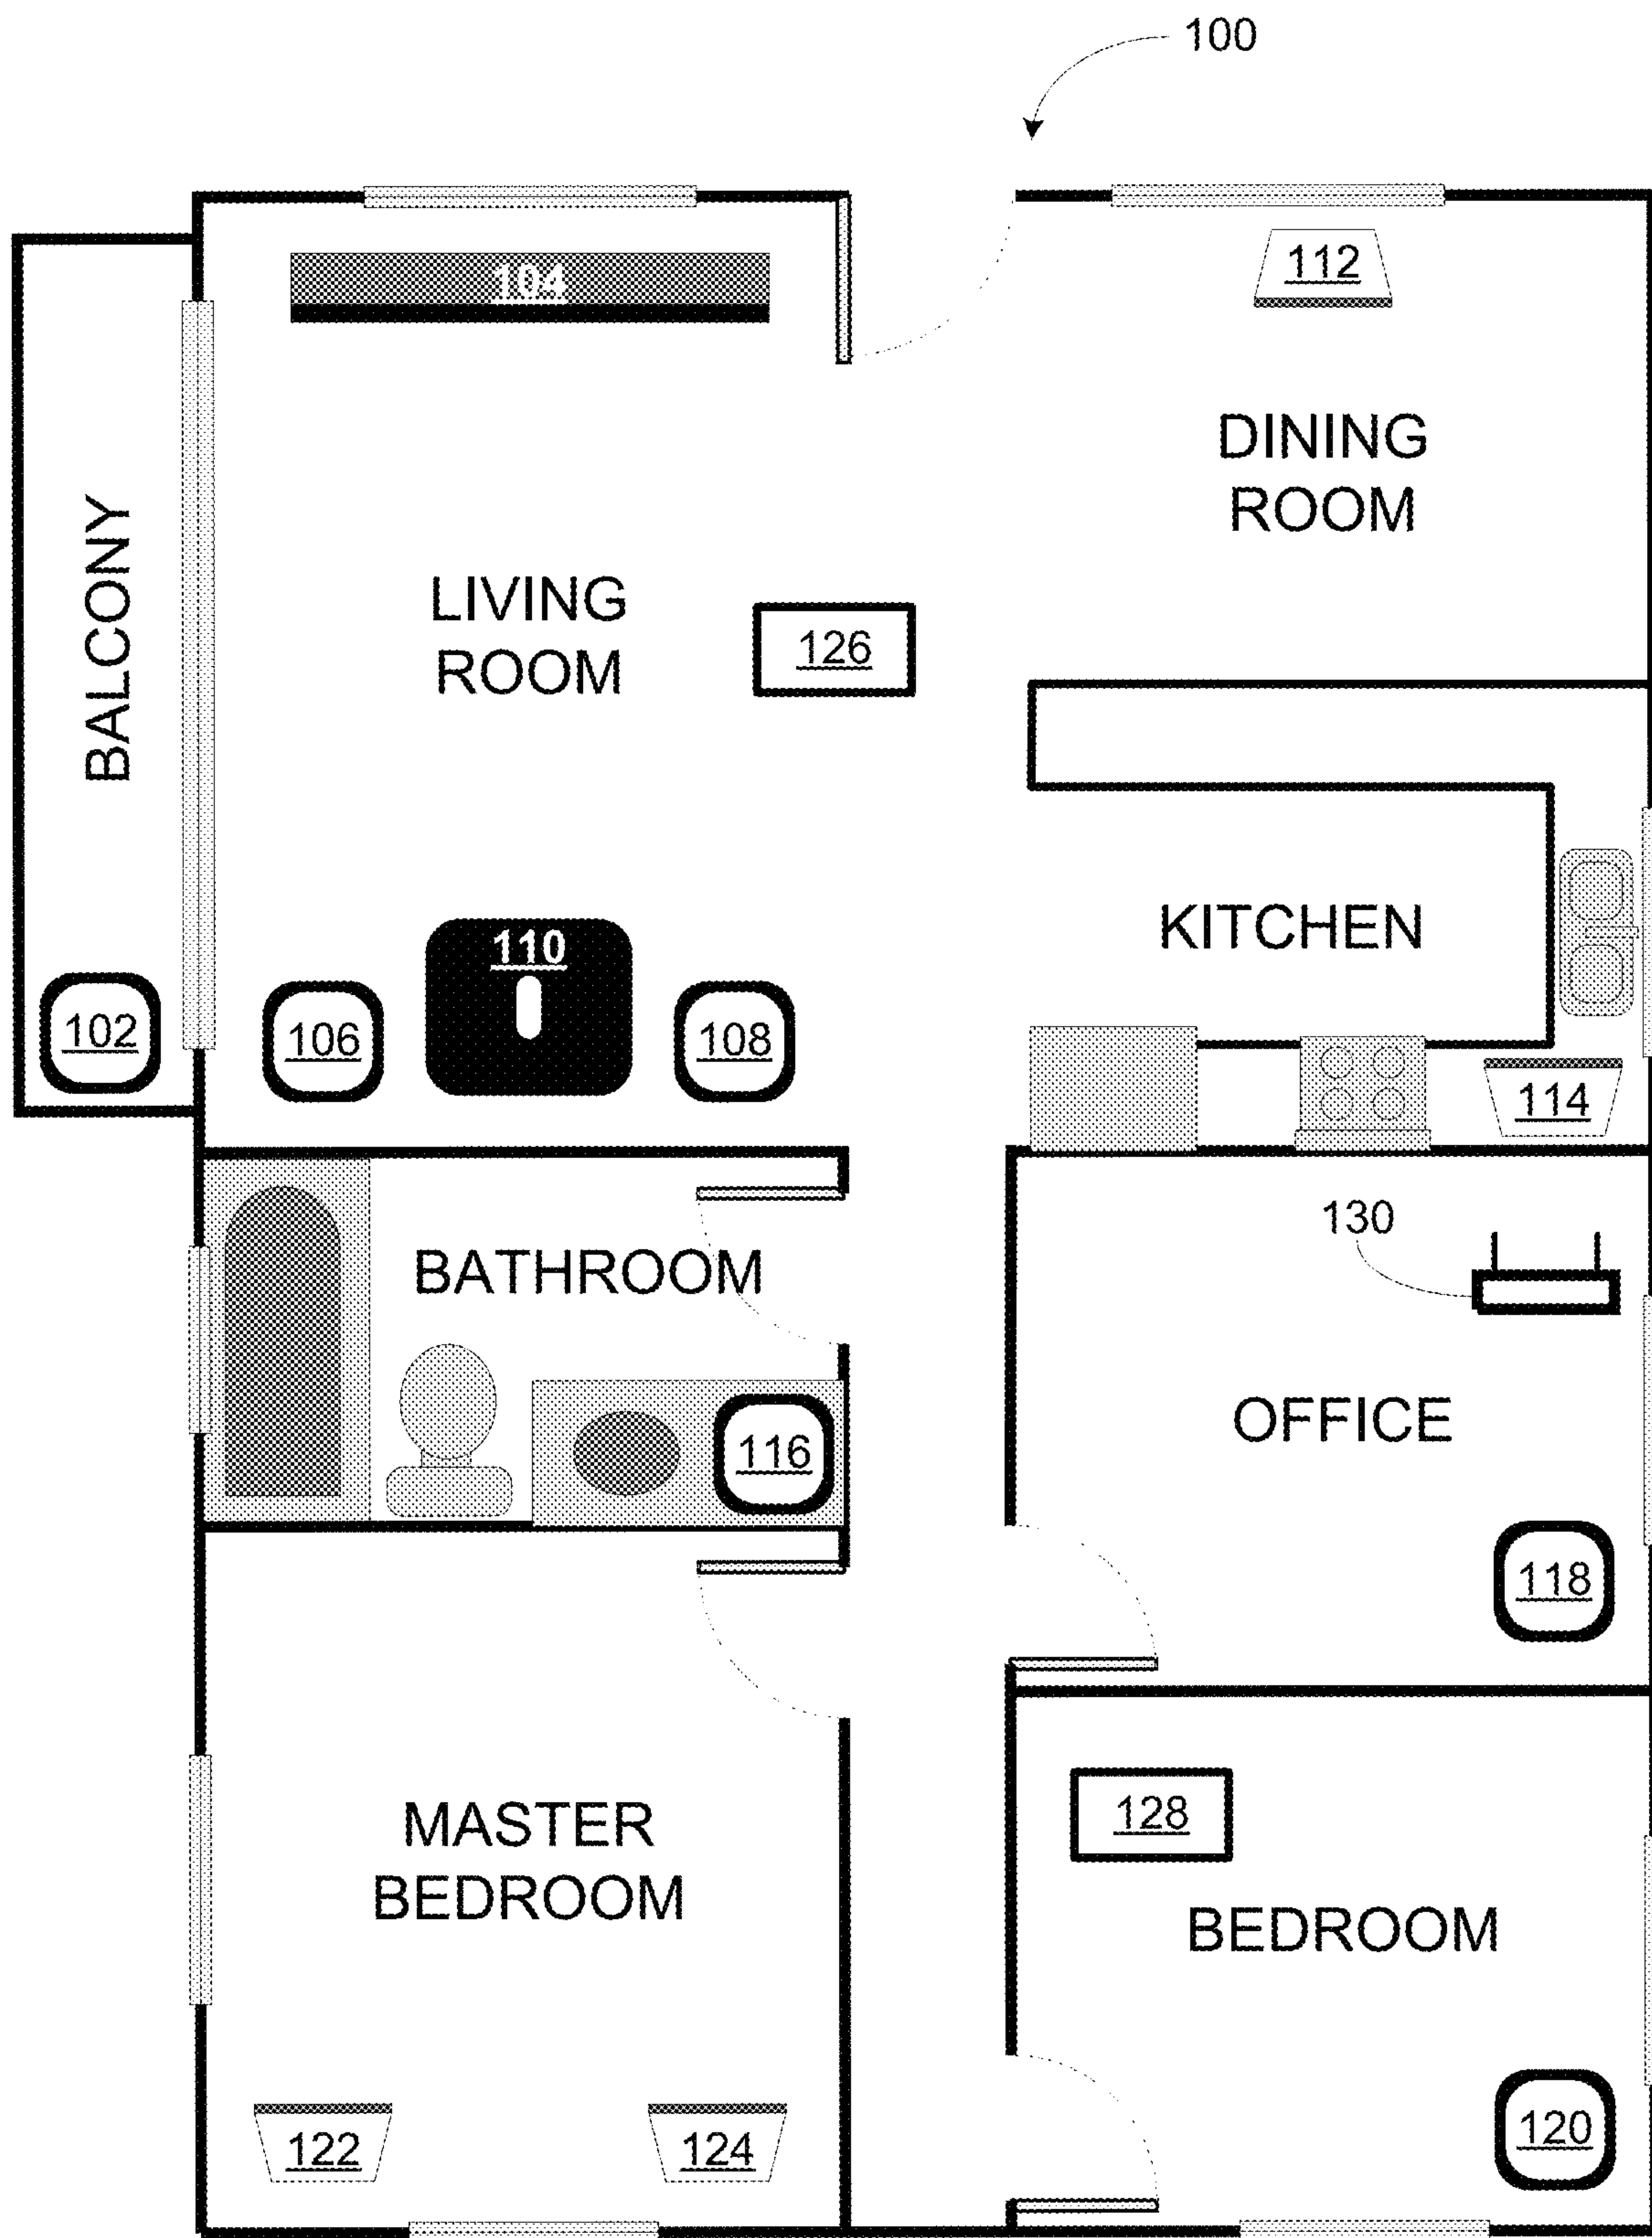 100
104
112
DINING
ROOM
BALCONY
LIVING
ROOM
126
KITCHEN
110
102
106
108
114
130
BATHROOM
OFFICE
116
118
128
MASTER
BEDROOM
BEDROOM
122
124
120